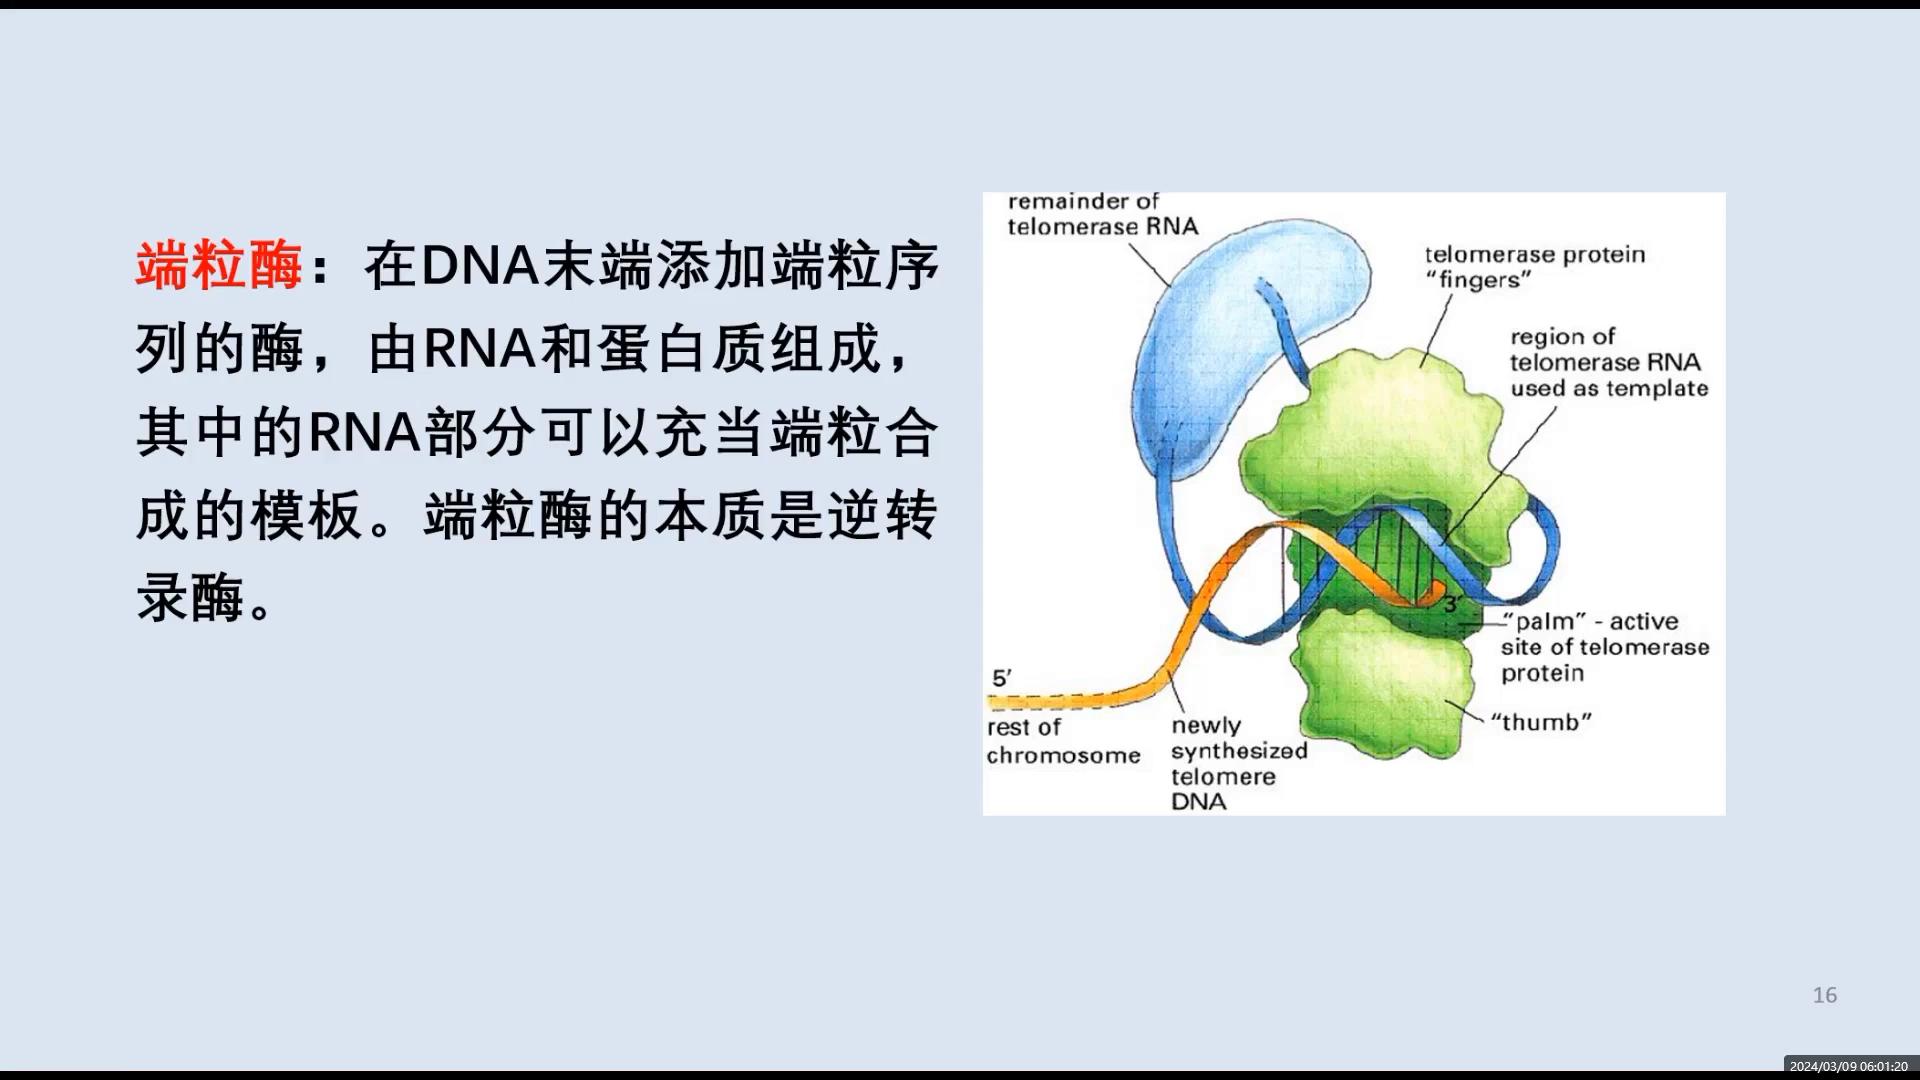 端粒酶：在DNA末端添加端粒序
列的酶，由RNA和蛋白质组成，
其中的RNA部分可以充当端粒合
成的模板。端粒酶的本质是逆转
录酶。
remainder of
telomerase RNA
telomerase protein
“fingers”
region of
telomerase RNA
used as template
3′
“palm” - active
site of telomerase
protein
“thumb”
5′
rest of
chromosome
newly
synthesized
telomere
DNA
16
2024/03/09 06:01:20